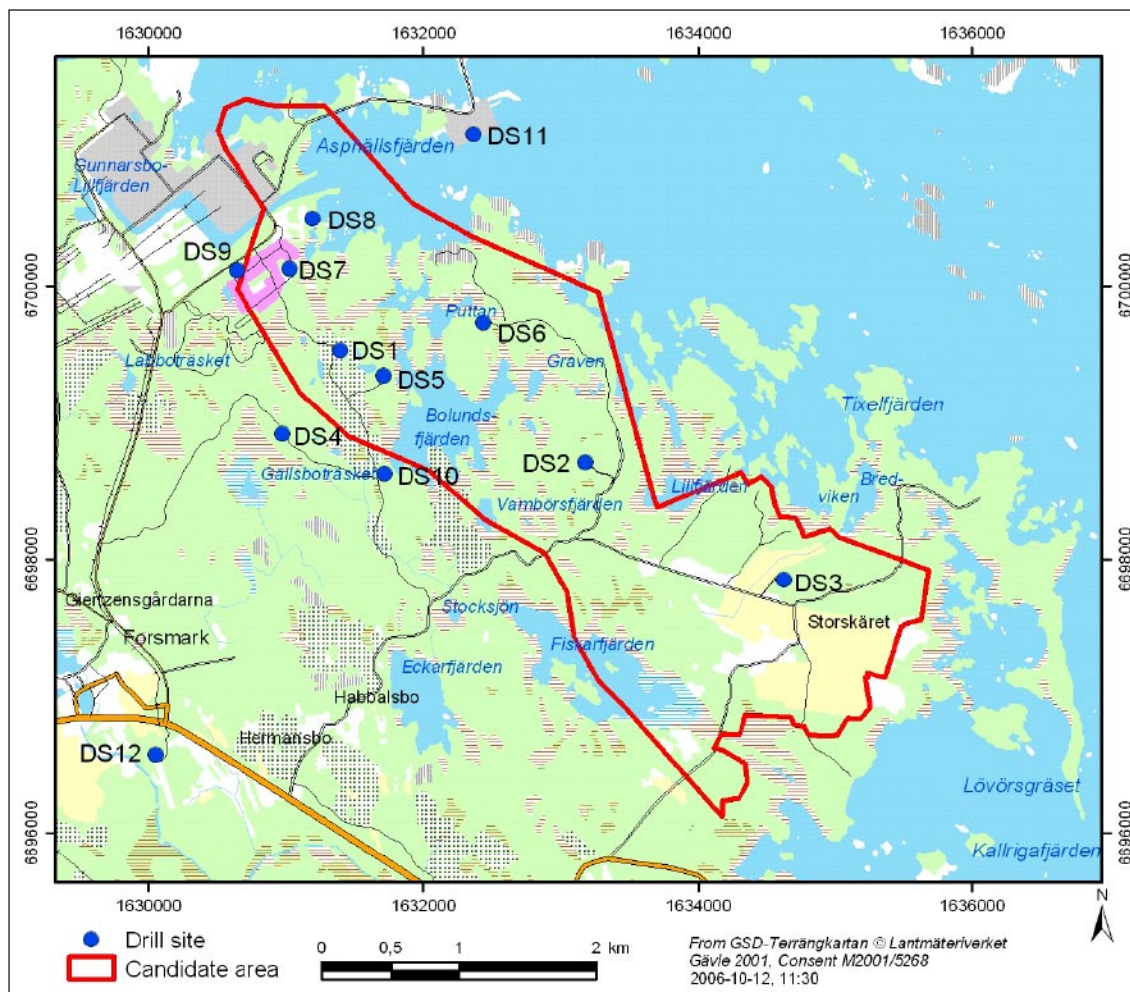 1630000 1632000 1634000 1636000
Asphällsfjärden
DS11
Gunnarsbo-
Lillfjärden
DS8
DS9
DS7
6700000
6700000
Puttan
DS6
DS1
Labboträsket
Graven
DS5
Bolunds-
fjärden
Tixelfjärden
DS4
DS2
Gällsboträsket
DS10
Lillfjärden
Bred-
viken
Vambörsfjärden
6698000
6698000
DS3
Stocksjön
Storskäret
Forsmark
Fiskarfjärden
Eckarfjärden
Habbalsbo
Hermansbo
DS12
Lövörsgräset
6696000
6696000
Kallrigafjärden
1630000 1632000 1634000 1636000
N
Drill site
Candidate area
0 0,5 1 2 km
From GSD-Terrängkartan © Lantmäteriverket
Gävle 2001, Consent M2001/5268
2006-10-12, 11:30